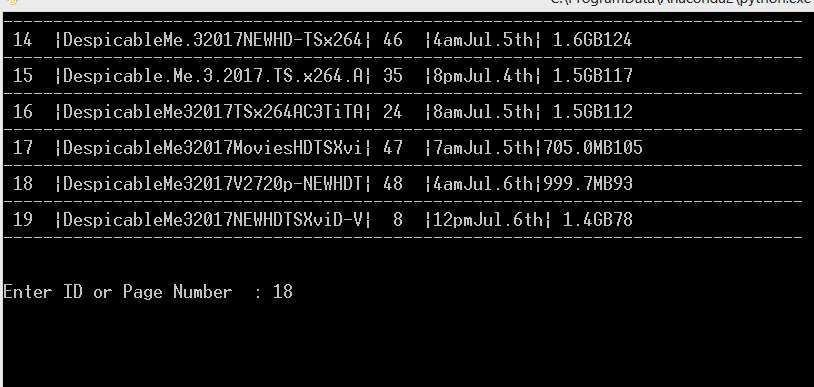 C:\ProgramData\Anaconda2\python.exe
--------------------------------------------------------------------------------
14 |DespicableMe.32017NEWHD-TSx264| 46 |4amJul.5th| 1.6GB124
--------------------------------------------------------------------------------
15 |Despicable.Me.3.2017.TS.x264.A| 35 |8pmJul.4th| 1.5GB117
--------------------------------------------------------------------------------
16 |DespicableMe32017TSx264AC3TiTA| 24 |8amJul.5th| 1.5GB112
--------------------------------------------------------------------------------
17 |DespicableMe32017MoviesHDTSXvi| 47 |7amJul.5th|705.0MB105
--------------------------------------------------------------------------------
18 |DespicableMe32017V2720p-NEWHDT| 48 |4amJul.6th|999.7MB93
--------------------------------------------------------------------------------
19 |DespicableMe32017NEWHDTSXviD-V| 8 |12pmJul.6th| 1.4GB78
--------------------------------------------------------------------------------
Enter ID or Page Number : 18